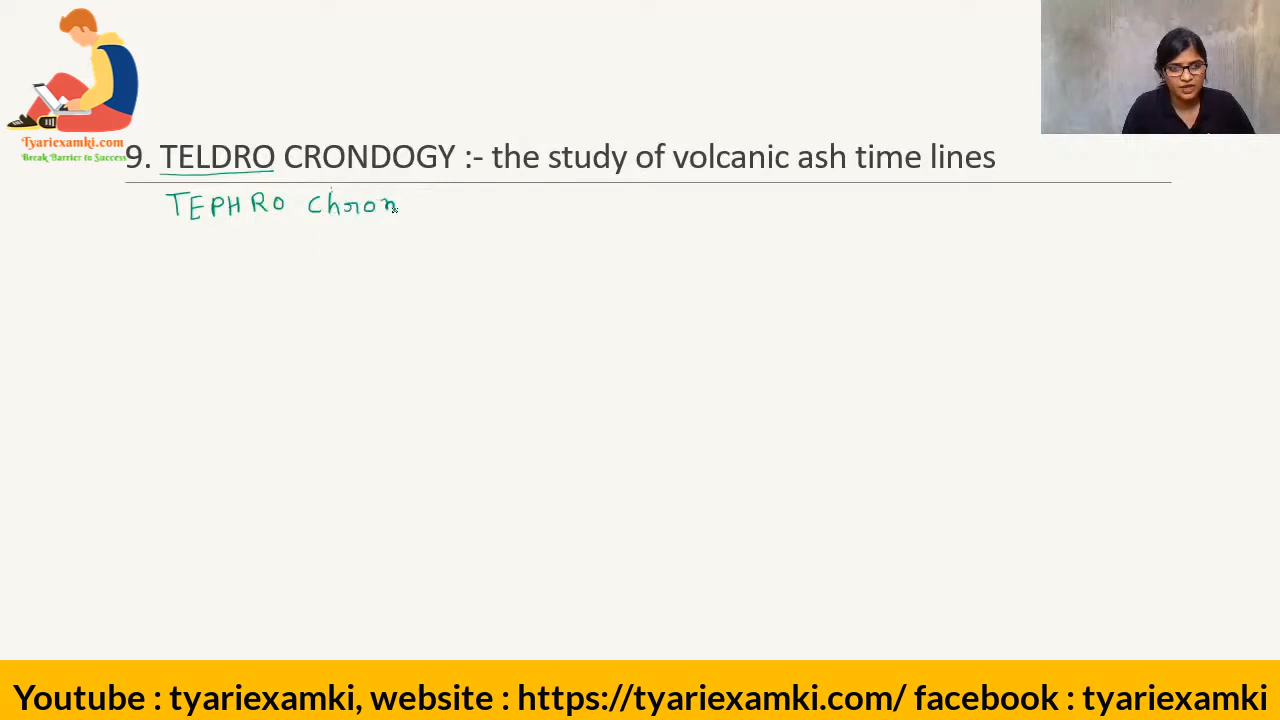 Tyariexamki.com
Break Barrier to Success
9. TELDRO CRONDOGY :- the study of volcanic ash time lines
TEPHRO Chron
Youtube : tyariexamki, website : https://tyariexamki.com/ facebook : tyariexamki